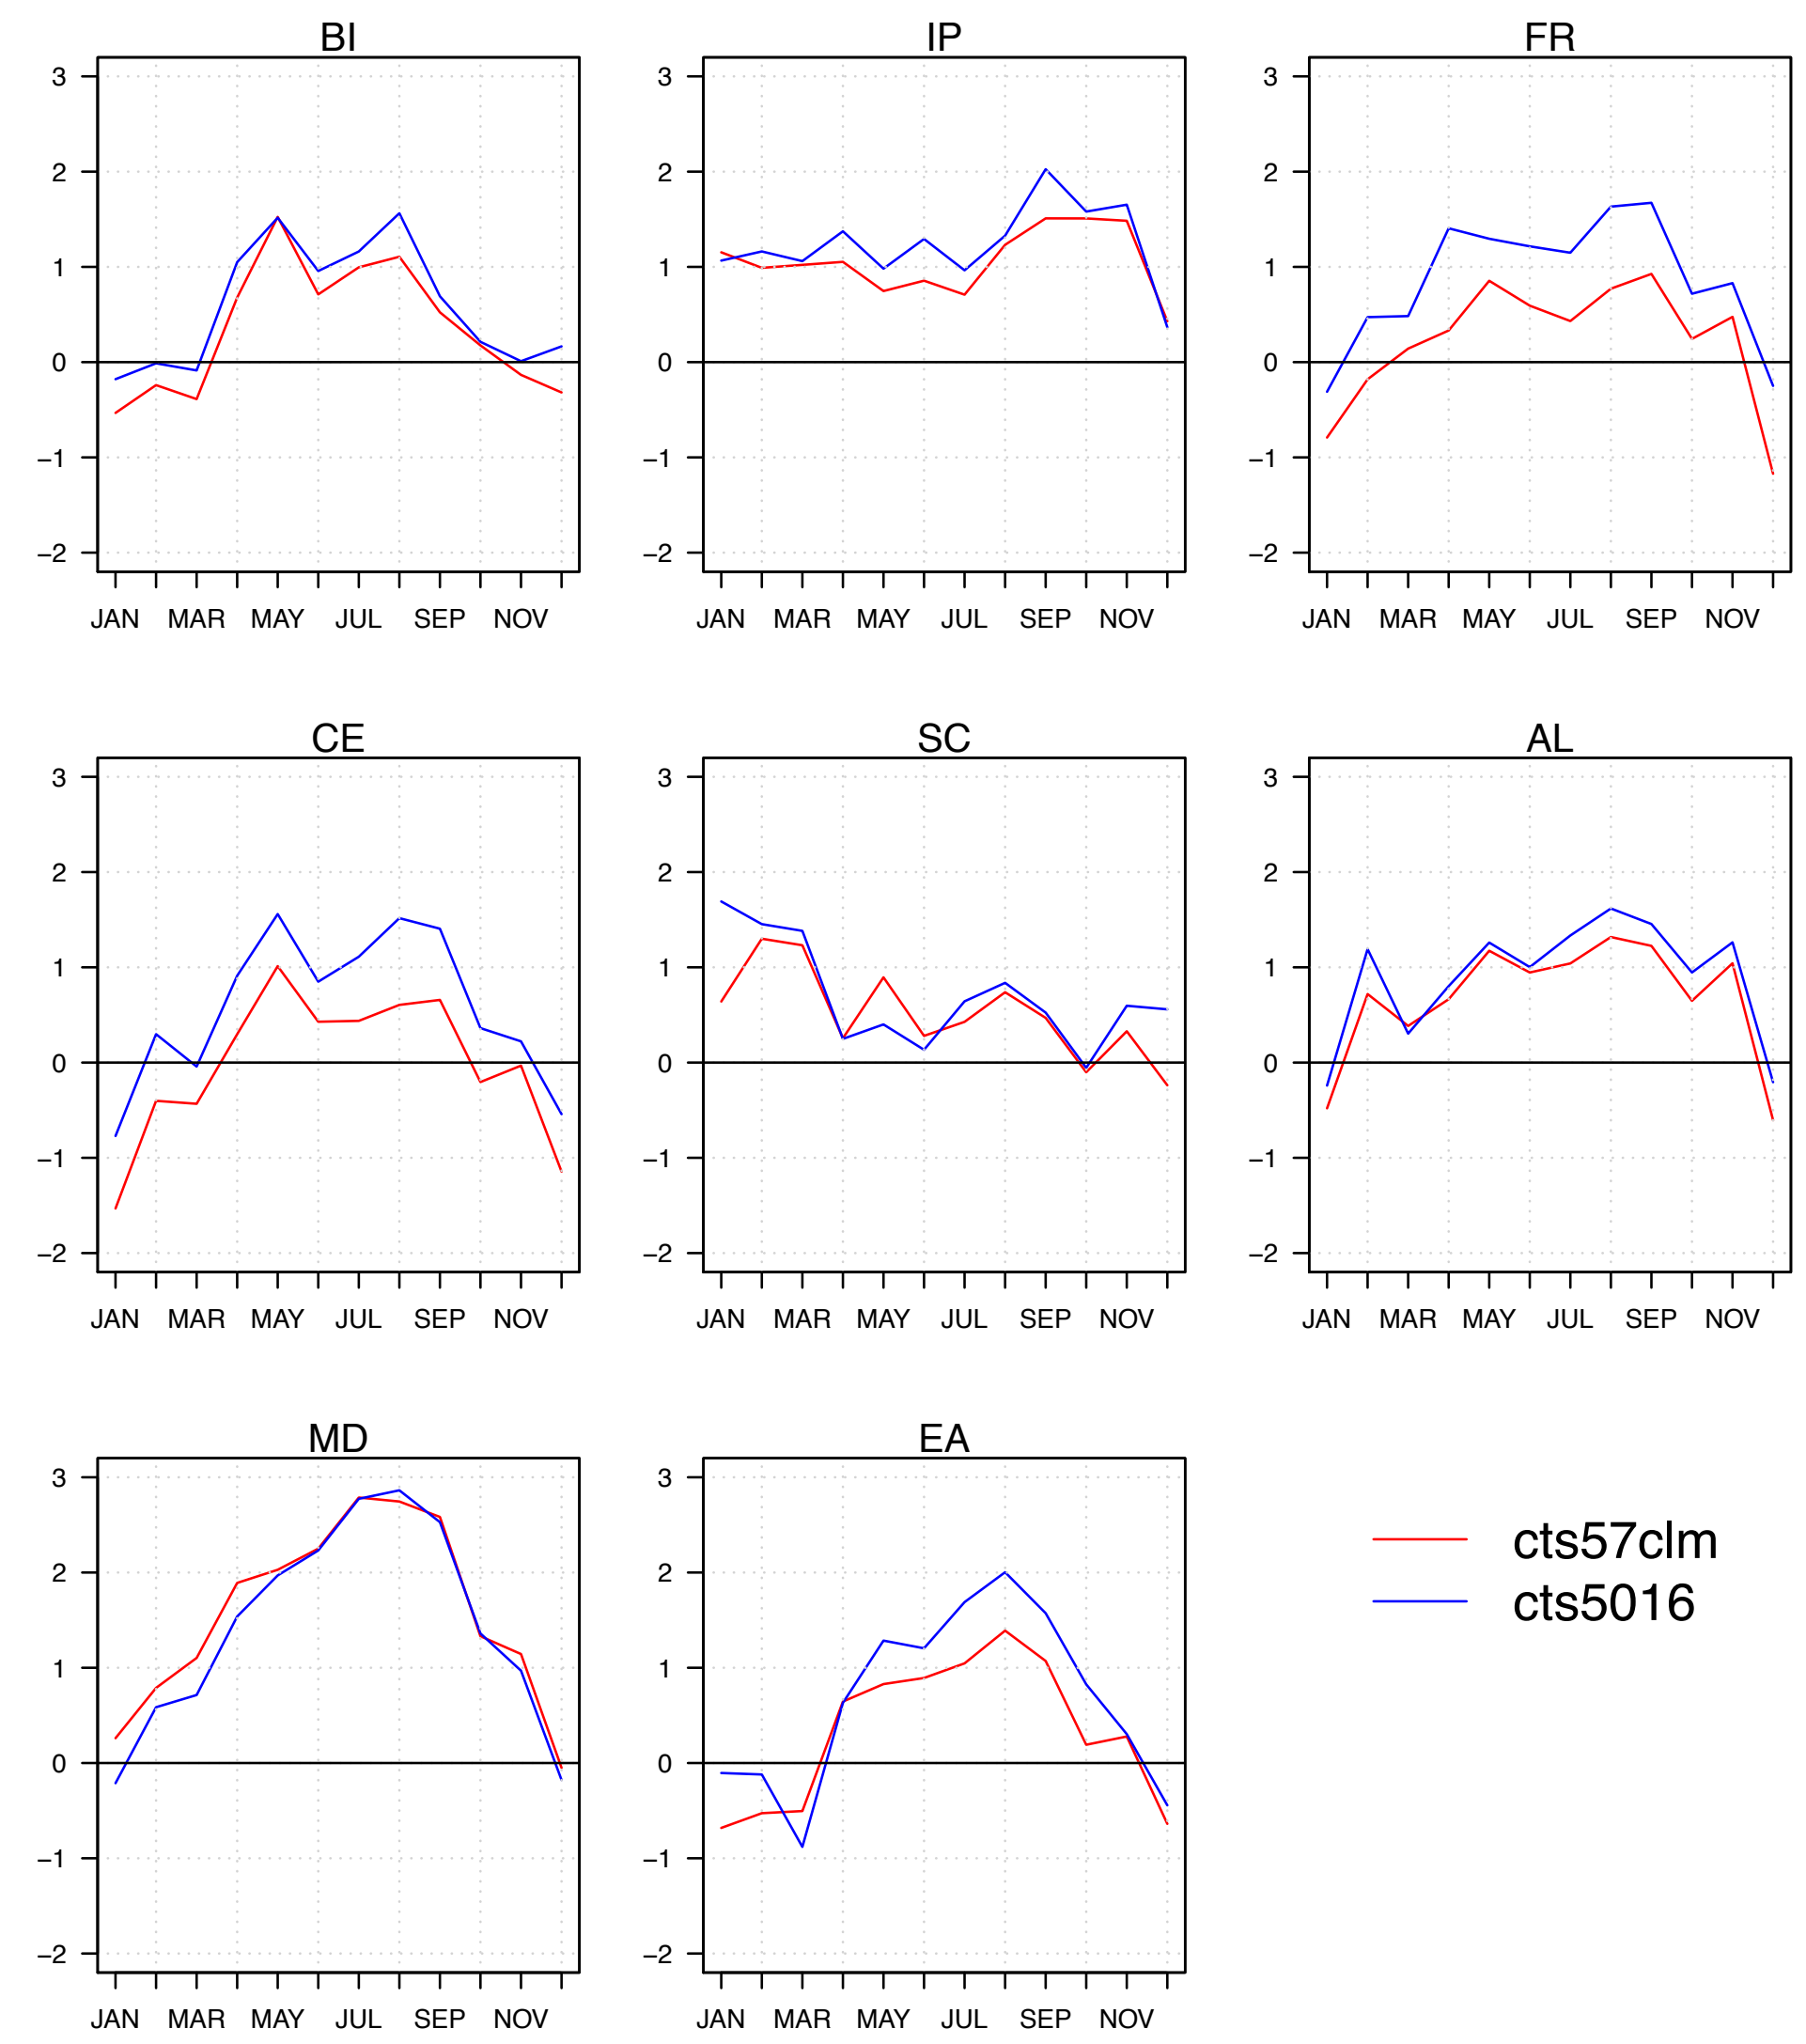 BI IP FR
3 3 3
2 2 2
1 1 1
0 0 0
−1 −1 −1
−2 −2 −2
JAN MAR MAY JUL SEP NOV JAN MAR MAY JUL SEP NOV JAN MAR MAY JUL SEP NOV
CE SC AL
3 3 3
2 2 2
1 1 1
0 0 0
−1 −1 −1
−2 −2 −2
JAN MAR MAY JUL SEP NOV JAN MAR MAY JUL SEP NOV JAN MAR MAY JUL SEP NOV
MD EA
3 3
2 2
1 1
0 0
−1 −1
−2 −2
JAN MAR MAY JUL SEP NOV JAN MAR MAY JUL SEP NOV
cts57clm
cts5016